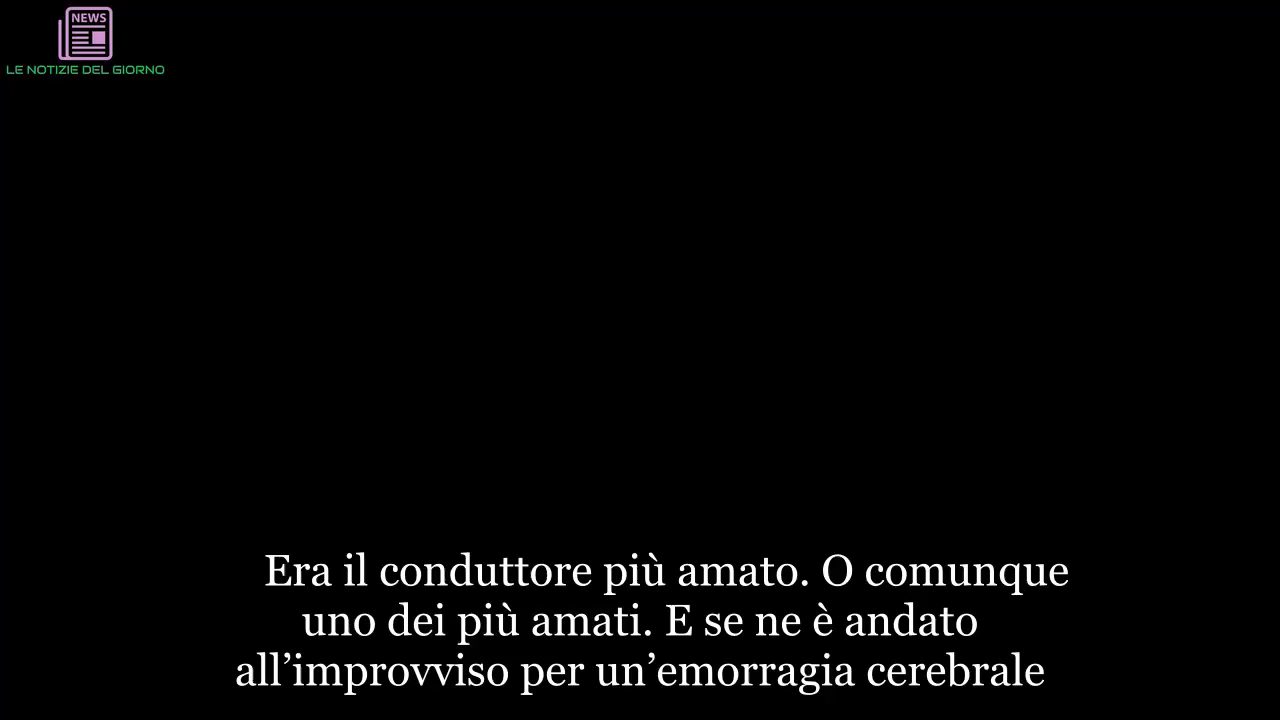 NEWS
LE NOTIZIE DEL GIORNO
Era il conduttore più amato. O comunque
uno dei più amati. E se ne è andato
all’improvviso per un’emorragia cerebrale